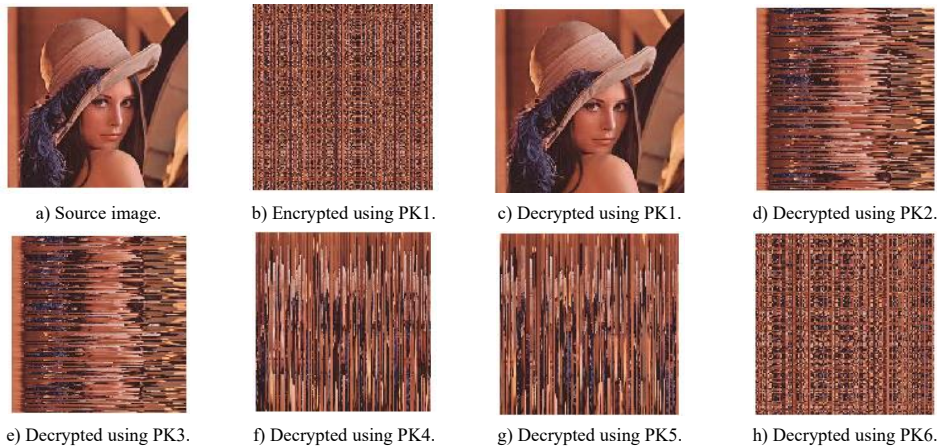 a) Source image.
b) Encrypted using PK1.
c) Decrypted using PK1.
d) Decrypted using PK2.
e) Decrypted using PK3.
f) Decrypted using PK4.
g) Decrypted using PK5.
h) Decrypted using PK6.